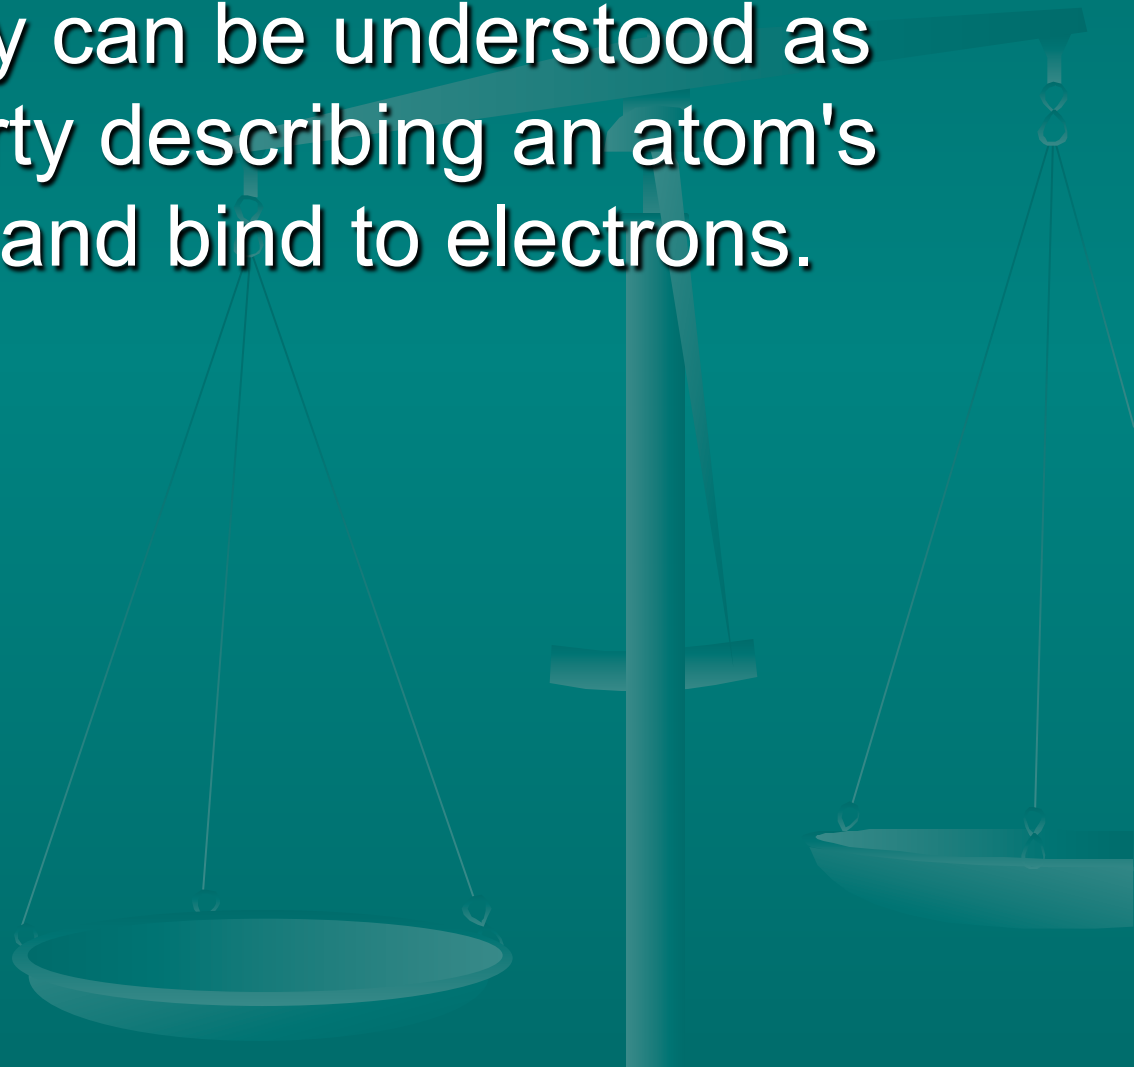 y can be understood as
rty describing an atom's
and bind to electrons.